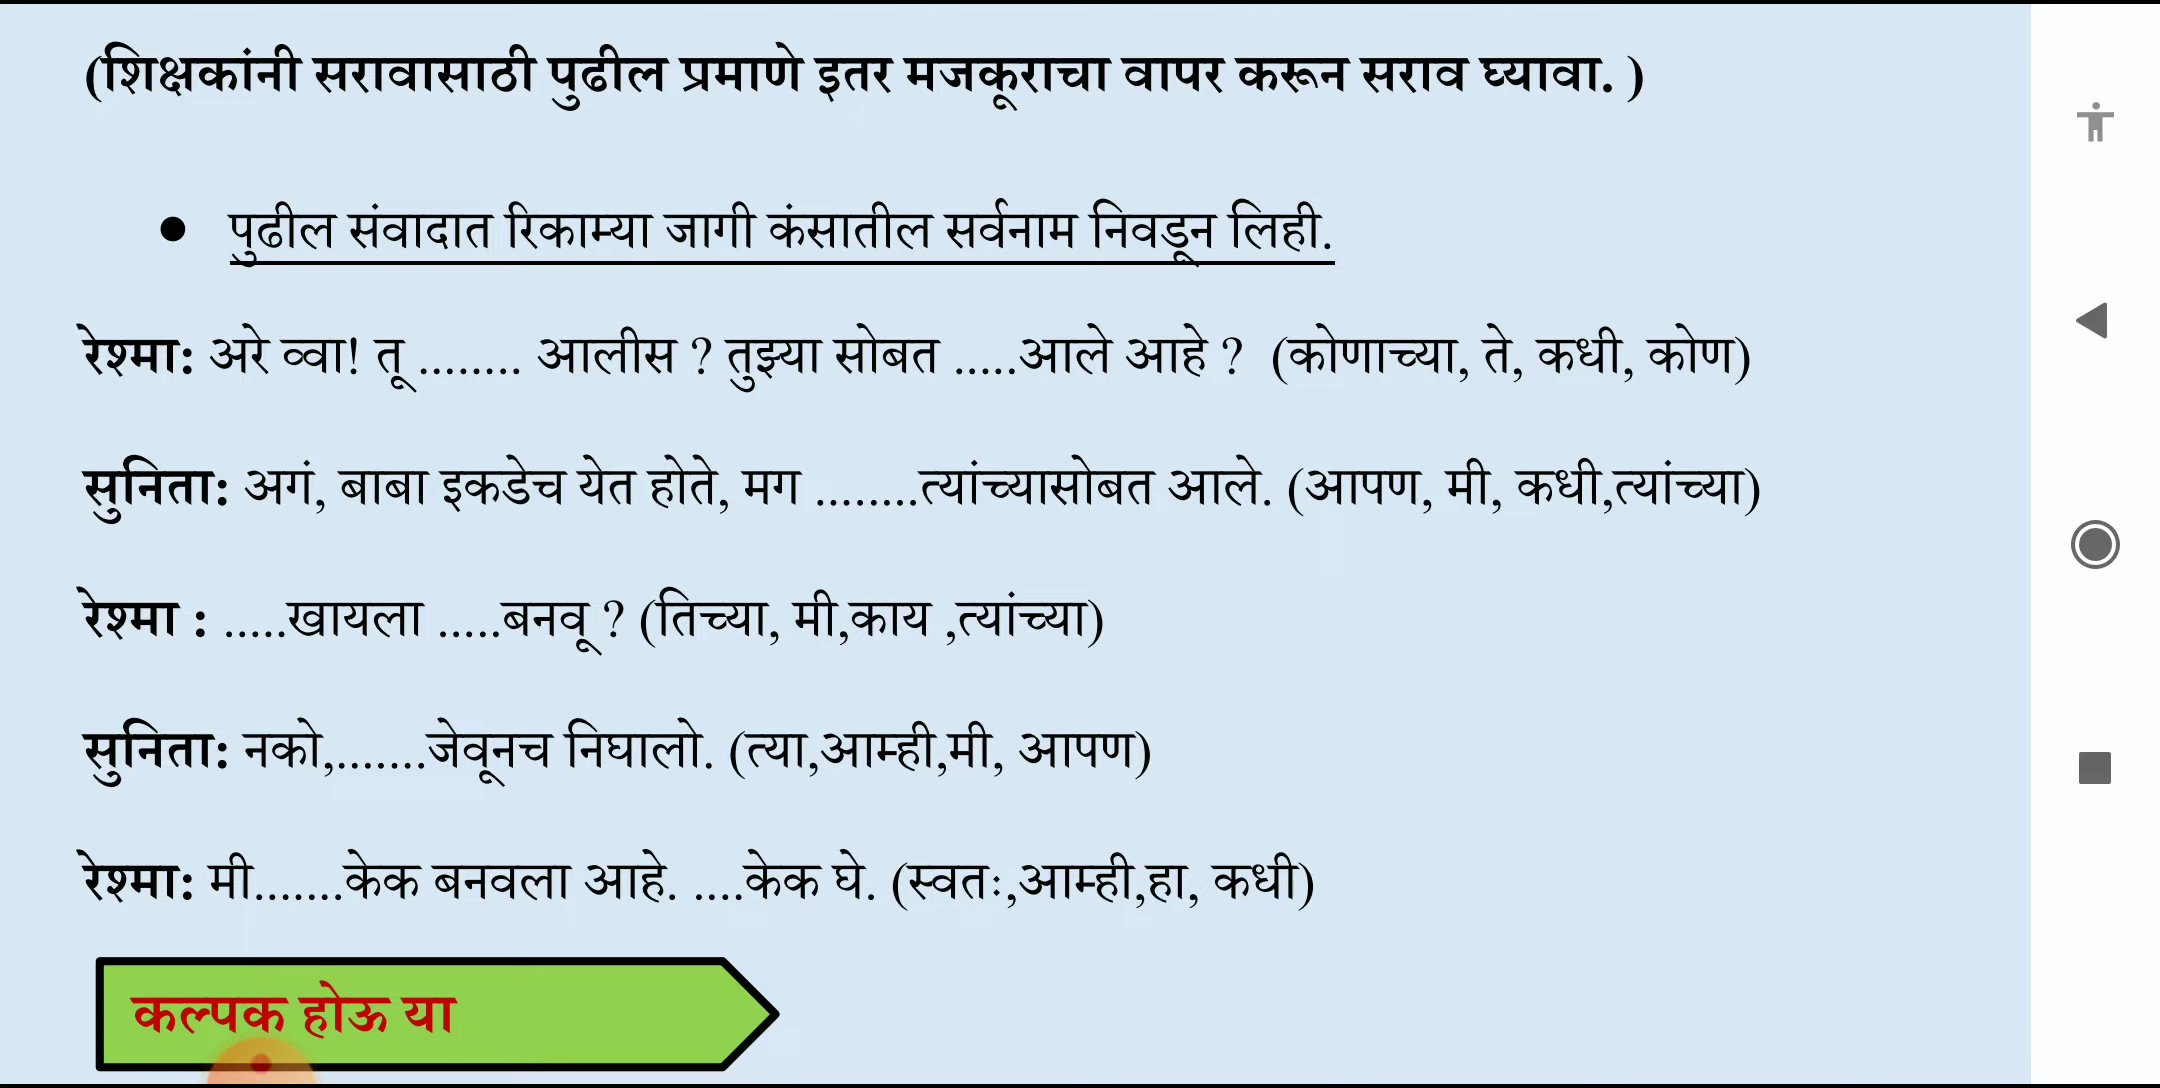 (शिक्षकांनी सरावासाठी पुढील प्रमाणे इतर मजकूराचा वापर करून सराव घ्यावा. )
● पुढील संवादात रिकाम्या जागी कंसातील सर्वनाम निवडून लिही.
रेश्मा: अरे व्वा! तू ........ आलीस ? तुझ्या सोबत .....आले आहे ? (कोणाच्या, ते, कधी, कोण)
सुनिता: अगं, बाबा इकडेच येत होते, मग ........त्यांच्यासोबत आले. (आपण, मी, कधी,त्यांच्या)
रेश्मा : .....खायला .....बनवू ? (तिच्या, मी,काय ,त्यांच्या)
सुनिता: नको,.......जेवूनच निघालो. (त्या,आम्ही,मी, आपण)
रेश्मा: मी.......केक बनवला आहे. ....केक घे. (स्वतः,आम्ही,हा, कधी)
कल्पक होऊ या